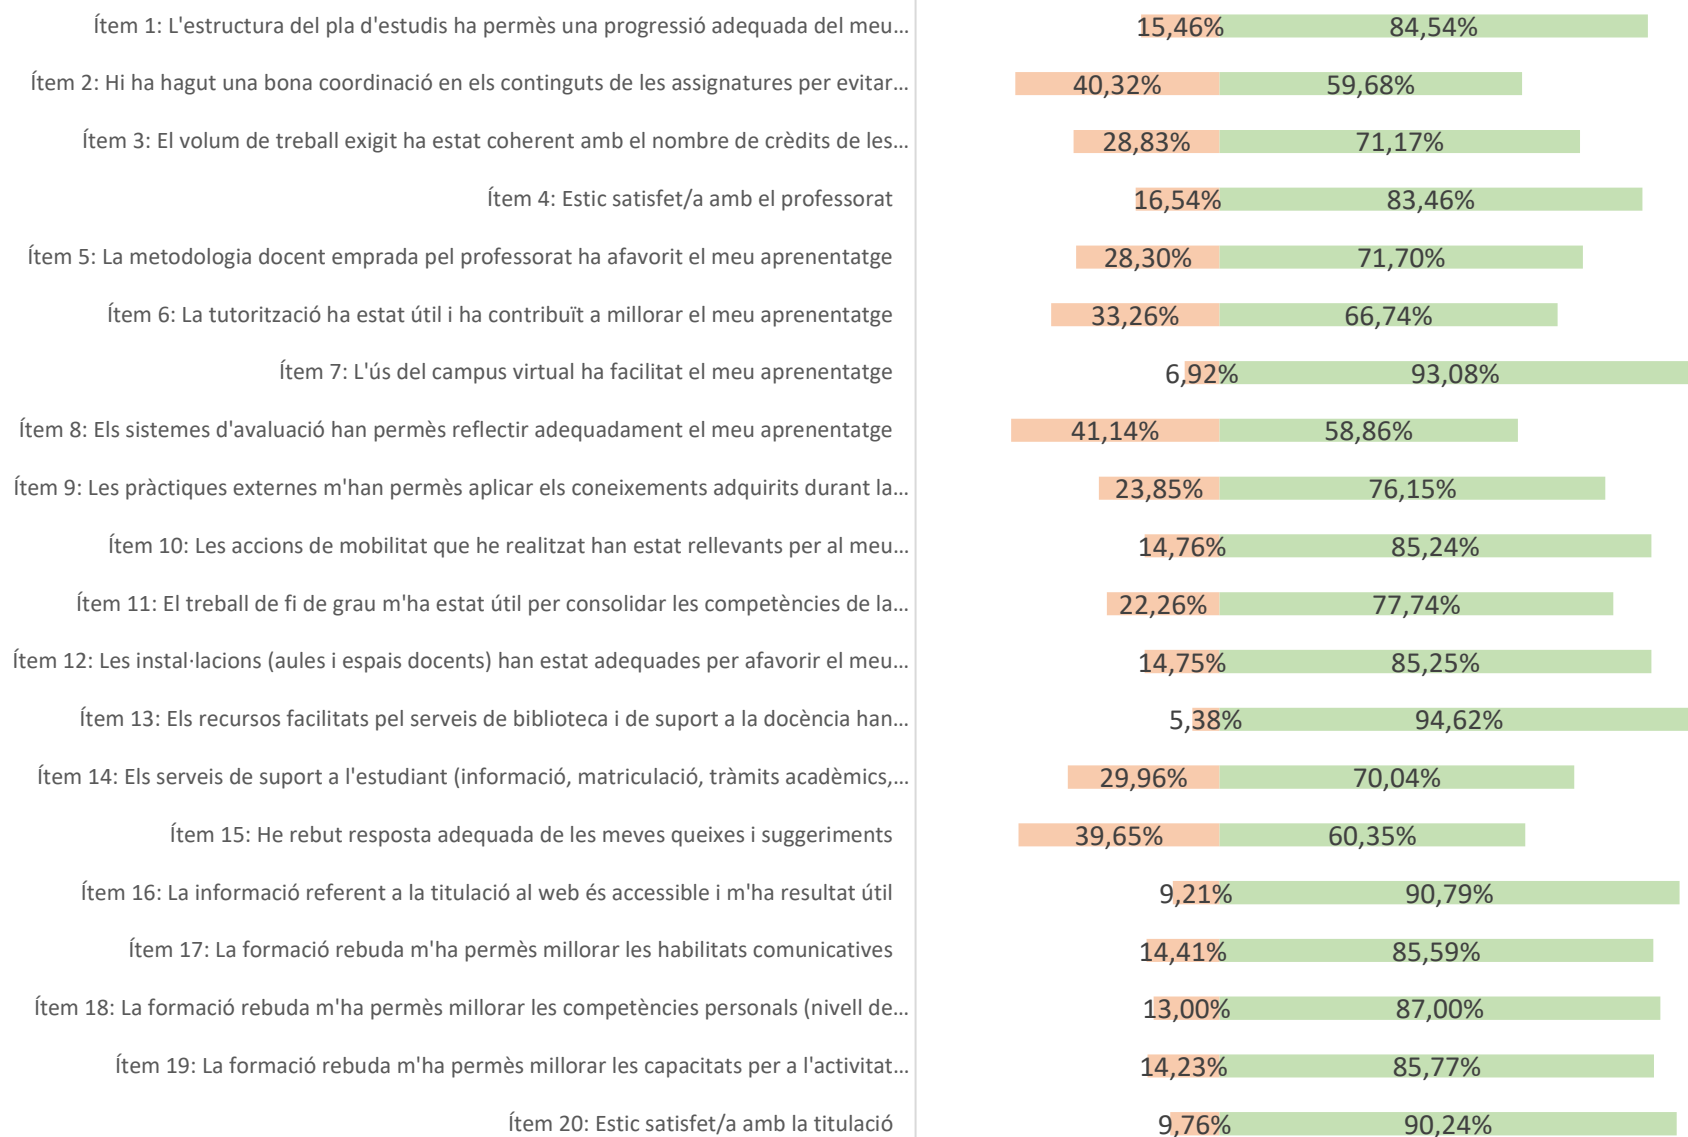 Ítem 1: L'estructura del pla d'estudis ha permès una progressió adequada del meu… 15,46% 84,54%
Ítem 2: Hi ha hagut una bona coordinació en els continguts de les assignatures per evitar… 40,32% 59,68%
Ítem 3: El volum de treball exigit ha estat coherent amb el nombre de crèdits de les… 28,83% 71,17%
Ítem 4: Estic satisfet/a amb el professorat 16,54% 83,46%
Ítem 5: La metodologia docent emprada pel professorat ha afavorit el meu aprenentatge 28,30% 71,70%
Ítem 6: La tutorització ha estat útil i ha contribuït a millorar el meu aprenentatge 33,26% 66,74%
Ítem 7: L'ús del campus virtual ha facilitat el meu aprenentatge 6,92% 93,08%
Ítem 8: Els sistemes d'avaluació han permès reflectir adequadament el meu aprenentatge 41,14% 58,86%
Ítem 9: Les pràctiques externes m'han permès aplicar els coneixements adquirits durant la… 23,85% 76,15%
Ítem 10: Les accions de mobilitat que he realitzat han estat rellevants per al meu… 14,76% 85,24%
Ítem 11: El treball de fi de grau m'ha estat útil per consolidar les competències de la… 22,26% 77,74%
Ítem 12: Les instal·lacions (aules i espais docents) han estat adequades per afavorir el meu… 14,75% 85,25%
Ítem 13: Els recursos facilitats pel serveis de biblioteca i de suport a la docència han… 5,38% 94,62%
Ítem 14: Els serveis de suport a l'estudiant (informació, matriculació, tràmits acadèmics,… 29,96% 70,04%
Ítem 15: He rebut resposta adequada de les meves queixes i suggeriments 39,65% 60,35%
Ítem 16: La informació referent a la titulació al web és accessible i m'ha resultat útil 9,21% 90,79%
Ítem 17: La formació rebuda m'ha permès millorar les habilitats comunicatives 14,41% 85,59%
Ítem 18: La formació rebuda m'ha permès millorar les competències personals (nivell de… 13,00% 87,00%
Ítem 19: La formació rebuda m'ha permès millorar les capacitats per a l'activitat… 14,23% 85,77%
Ítem 20: Estic satisfet/a amb la titulació 9,76% 90,24%